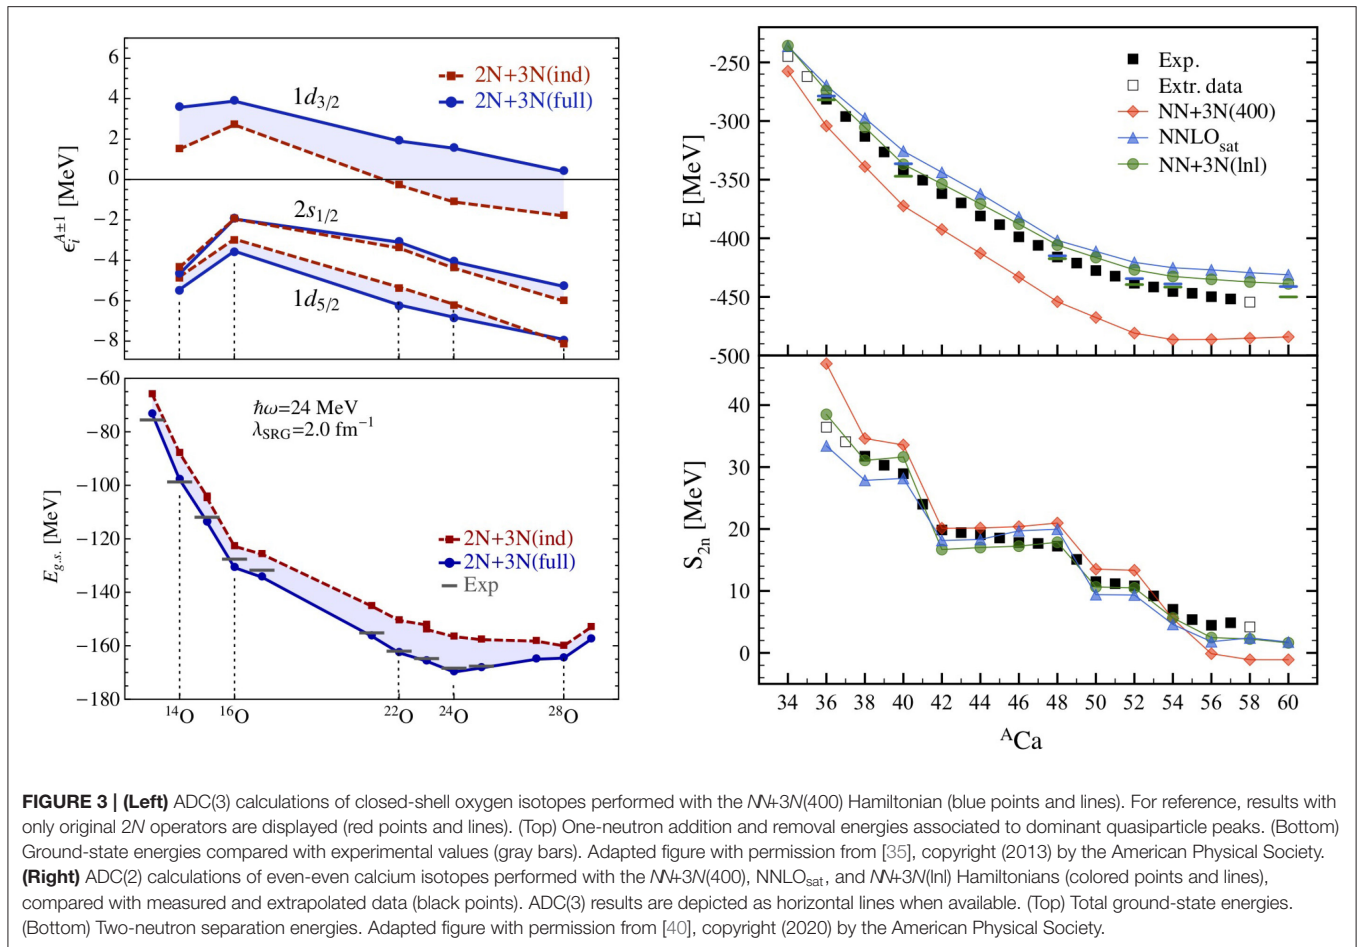 6
4
2
0
−2
−4
−6
−8
ϵᵢᴬ±¹ [MeV]
2N+3N(ind)
2N+3N(full)
1d3/2
2s1/2
1d5/2
−60
−80
−100
−120
−140
−160
−180
Eg.s. [MeV]
ℏω=24 MeV
λSRG=2.0 fm⁻¹
2N+3N(ind)
2N+3N(full)
Exp
¹⁴O
¹⁶O
²²O
²⁴O
²⁸O
-250
-300
-350
-400
-450
-500
E [MeV]
Exp.
Extr. data
NN+3N(400)
NNLOsat
NN+3N(lnl)
40
30
20
10
0
S2n [MeV]
34 36 38 40 42 44 46 48 50 52 54 56 58 60
ᴬCa
FIGURE 3 | (Left) ADC(3) calculations of closed-shell oxygen isotopes performed with the NN+3N(400) Hamiltonian (blue points and lines). For reference, results with
only original 2N operators are displayed (red points and lines). (Top) One-neutron addition and removal energies associated to dominant quasiparticle peaks. (Bottom)
Ground-state energies compared with experimental values (gray bars). Adapted figure with permission from [35], copyright (2013) by the American Physical Society.
(Right) ADC(2) calculations of even-even calcium isotopes performed with the NN+3N(400), NNLOsat, and NN+3N(lnl) Hamiltonians (colored points and lines),
compared with measured and extrapolated data (black points). ADC(3) results are depicted as horizontal lines when available. (Top) Total ground-state energies.
(Bottom) Two-neutron separation energies. Adapted figure with permission from [40], copyright (2020) by the American Physical Society.